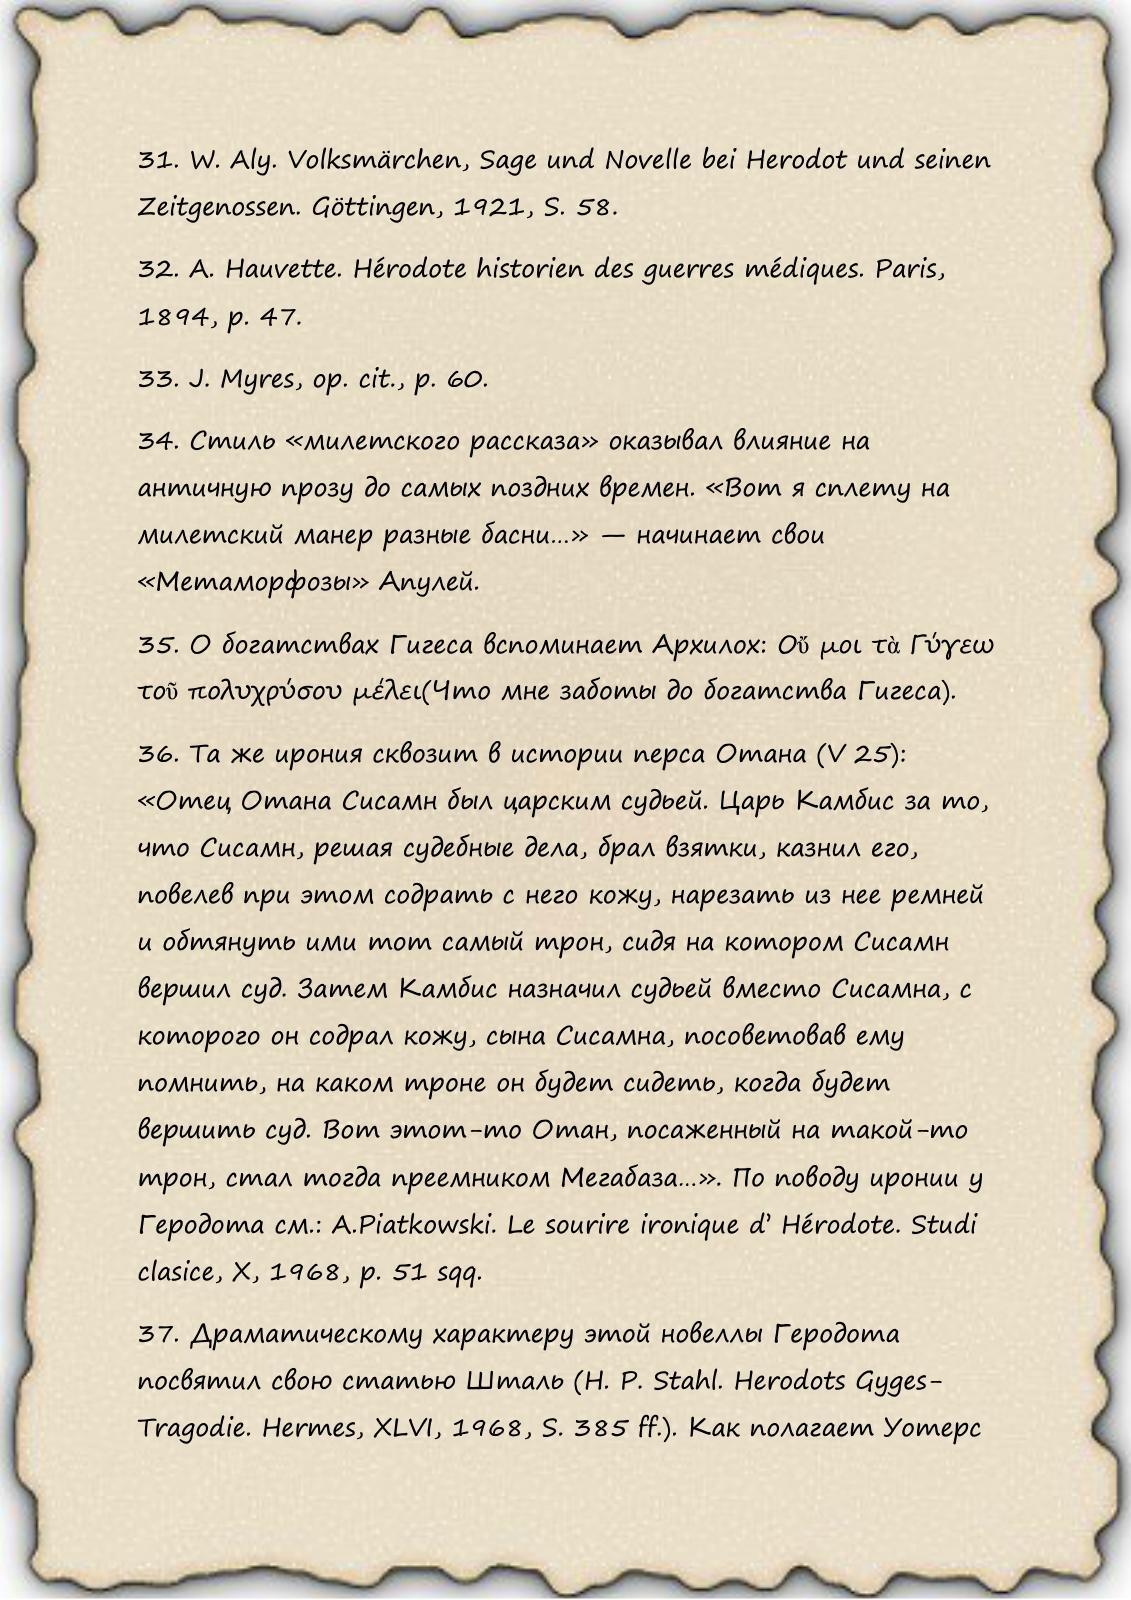 31. W. Aly. Volksmärchen, Sage und Novelle bei Herodot und seinen
Zeitgenossen. Göttingen, 1921, S. 58.
32. A. Hauvette. Hérodote historien des guerres médiques. Paris,
1894, p. 47.
33. J. Myres, op. cit., p. 60.
34. Стиль «милетского рассказа» оказывал влияние на
античную прозу до самых поздних времен. «Вот я сплету на
милетский манер разные басни...» — начинает свои
«Метаморфозы» Апулей.
35. О богатствах Гигеса вспоминает Архилох: Οὔ μοι τὰ Γύγεω
τοῦ πολυχρύσου μέλει(Что мне заботы до богатства Гигеса).
36. Та же ирония сквозит в истории перса Отана (V 25):
«Отец Отана Сисамн был царским судьей. Царь Камбис за то,
что Сисамн, решая судебные дела, брал взятки, казнил его,
повелев при этом содрать с него кожу, нарезать из нее ремней
и обтянуть ими тот самый трон, сидя на котором Сисамн
вершил суд. Затем Камбис назначил судьей вместо Сисамна, с
которого он содрал кожу, сына Сисамна, посоветовав ему
помнить, на каком троне он будет сидеть, когда будет
вершить суд. Вот этот-то Отан, посаженный на такой-то
трон, стал тогда преемником Мегабаза...». По поводу иронии у
Геродота см.: A.Piatkowski. Le sourire ironique d’ Hérodote. Studi
clasice, X, 1968, p. 51 sqq.
37. Драматическому характеру этой новеллы Геродота
посвятил свою статью Шталь (H. P. Stahl. Herodots Gyges-
Tragodie. Hermes, XLVI, 1968, S. 385 ff.). Как полагает Уотерс